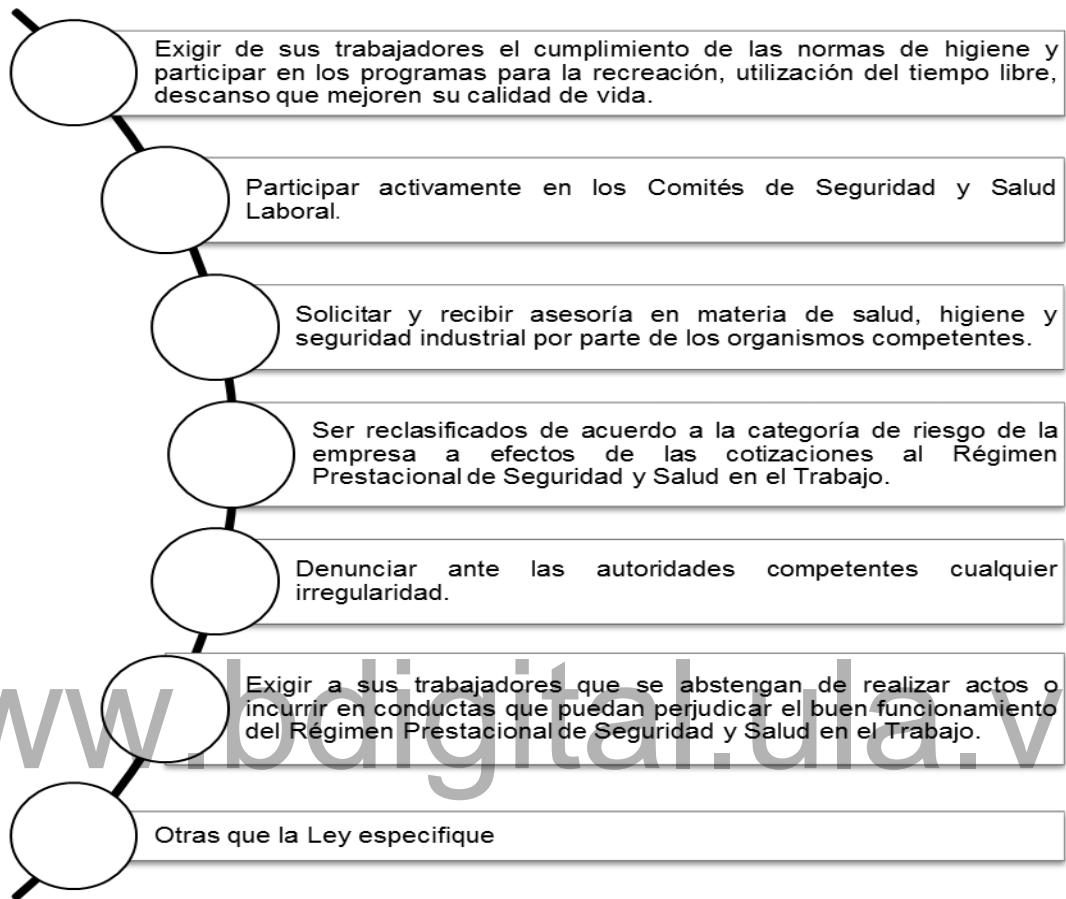 Exigir de sus trabajadores el cumplimiento de las normas de higiene y
participar en los programas para la recreación, utilización del tiempo libre,
descanso que mejoren su calidad de vida.
Participar activamente en los Comités de Seguridad y Salud
Laboral.
Solicitar y recibir asesoría en materia de salud, higiene y
seguridad industrial por parte de los organismos competentes.
Ser reclasificados de acuerdo a la categoría de riesgo de la
empresa a efectos de las cotizaciones al Régimen
Prestacional de Seguridad y Salud en el Trabajo.
Denunciar ante las autoridades competentes cualquier
irregularidad.
Exigir a sus trabajadores que se abstengan de realizar actos o
incurrir en conductas que puedan perjudicar el buen funcionamiento
del Régimen Prestacional de Seguridad y Salud en el Trabajo.
ww.bdigital.ula.v
Otras que la Ley especifique